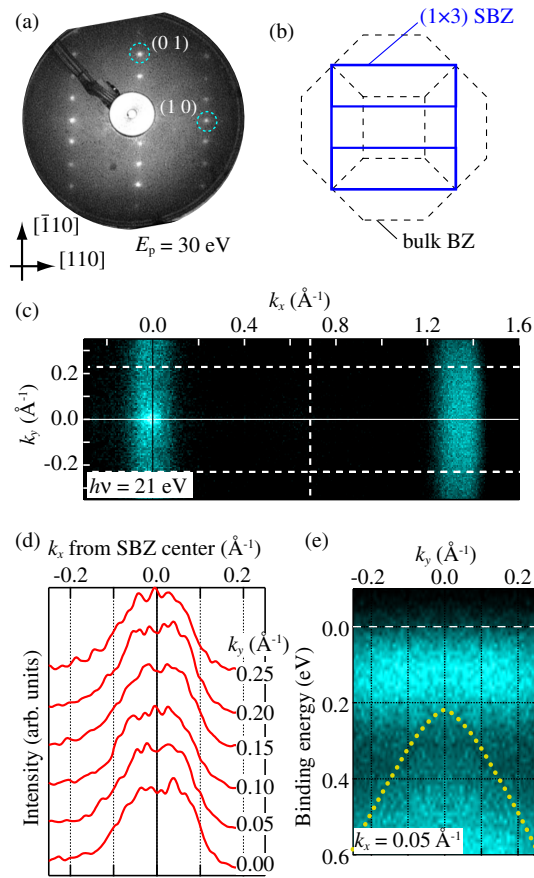 (a)
(0 1)
(1 0)
[1̄10]
[110]
Eₚ = 30 eV
(b)
(1×3) SBZ
bulk BZ
(c)
kₓ (Å⁻¹)
0.0 0.4 0.8 1.2 1.6
k_y (Å⁻¹)
0.2
0.0
-0.2
hν = 21 eV
(d)
kₓ from SBZ center (Å⁻¹)
-0.2 0.0 0.2
Intensity (arb. units)
k_y (Å⁻¹)
0.25
0.20
0.15
0.10
0.05
0.00
(e)
k_y (Å⁻¹)
-0.2 0.0 0.2
Binding energy (eV)
0.0
0.2
0.4
0.6
kₓ = 0.05 Å⁻¹